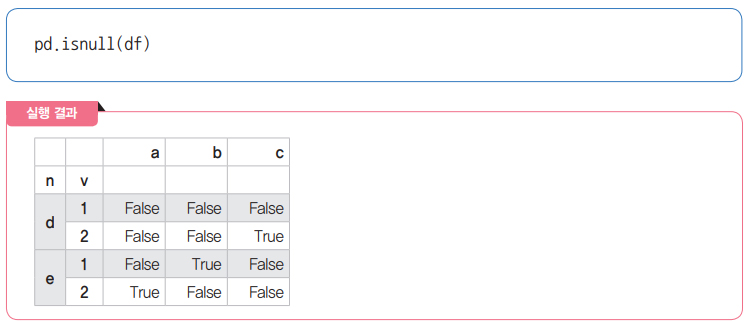 pd.isnull(df)
실행 결과
a b c
n v
d 1 False False False
2 False False True
e 1 False True False
2 True False False